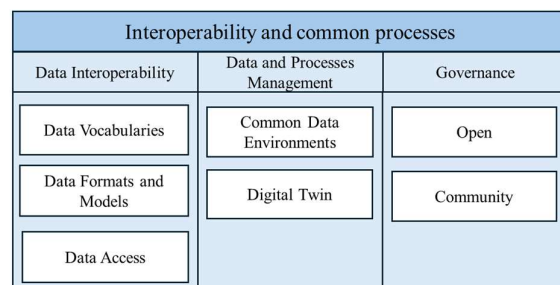 Interoperability and common processes
Data Interoperability
Data and Processes
Management
Governance
Data Vocabularies
Data Formats and
Models
Data Access
Common Data
Environments
Digital Twin
Open
Community